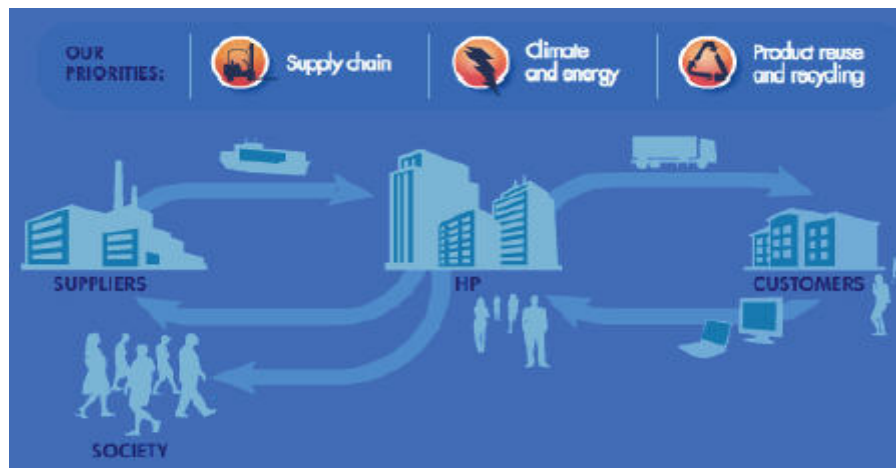 OUR
PRIORITIES:
Supply chain
Climate
and energy
Product reuse
and recycling
SUPPLIERS
HP
CUSTOMERS
SOCIETY